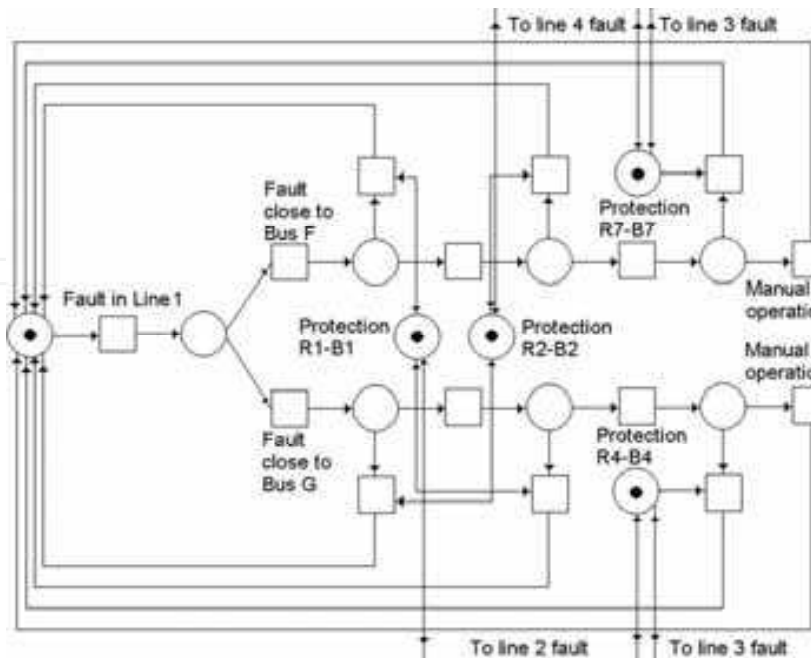 To line 4 fault
To line 3 fault
Fault
close to
Bus F
Protection
R7-B7
Fault in Line 1
Manual
operatio
Protection
R1-B1
Protection
R2-B2
Manual
operatio
Fault
close to
Bus G
Protection
R4-B4
To line 2 fault
To line 3 fault